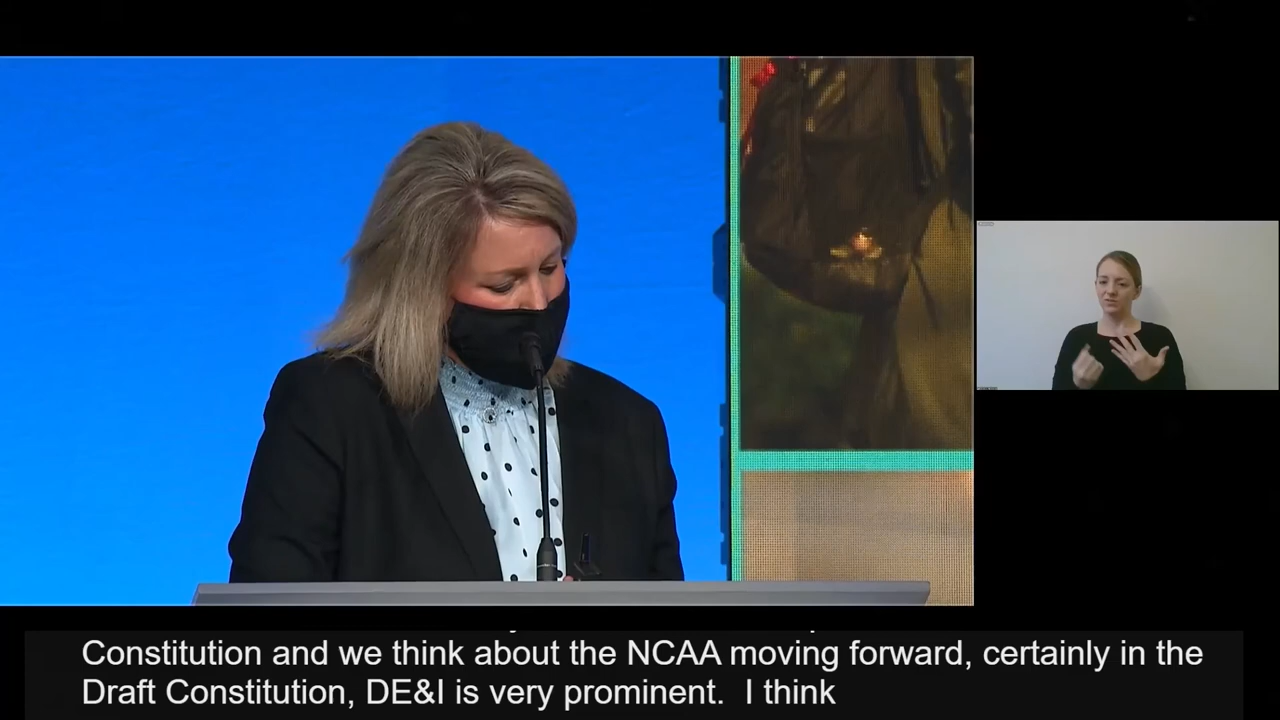 Constitution and we think about the NCAA moving forward, certainly in the
Draft Constitution, DE&I is very prominent.  I think